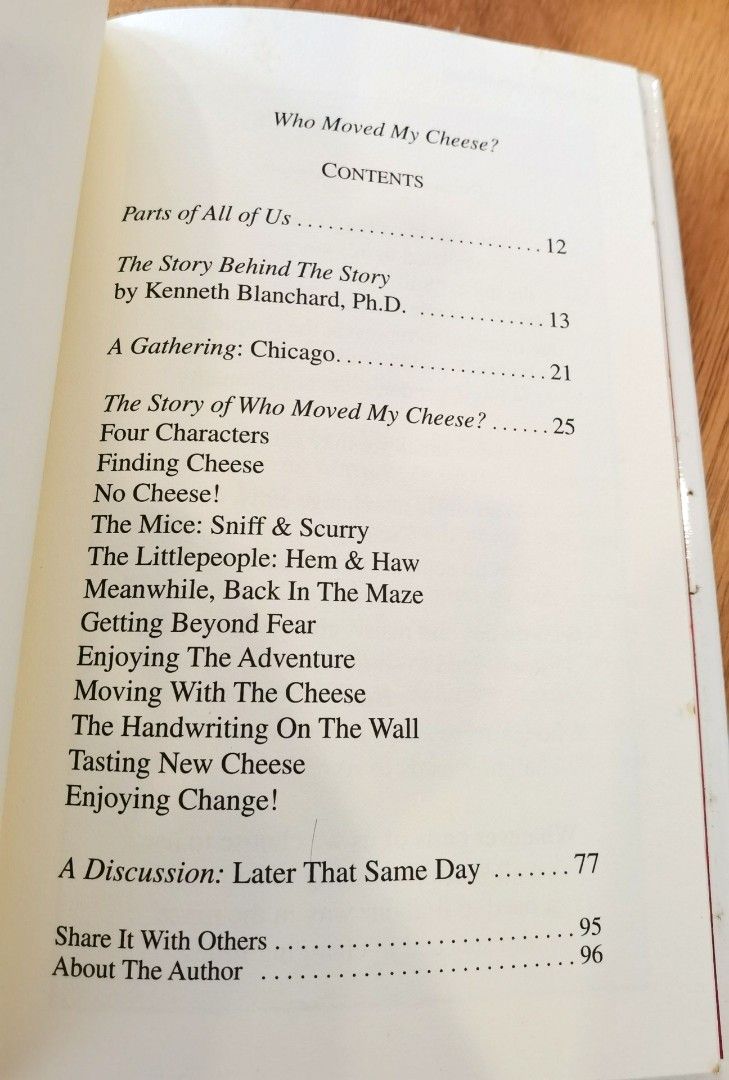 Who Moved My Cheese?
CONTENTS
Parts of All of Us ........................... 12
The Story Behind The Story
by Kenneth Blanchard, Ph.D. ............. 13
A Gathering: Chicago..................... 21
The Story of Who Moved My Cheese? ...... 25
Four Characters
Finding Cheese
No Cheese!
The Mice: Sniff & Scurry
The Littlepeople: Hem & Haw
Meanwhile, Back In The Maze
Getting Beyond Fear
Enjoying The Adventure
Moving With The Cheese
The Handwriting On The Wall
Tasting New Cheese
Enjoying Change!
A Discussion: Later That Same Day ....... 77
Share It With Others ........................... 95
About The Author ............................ 96